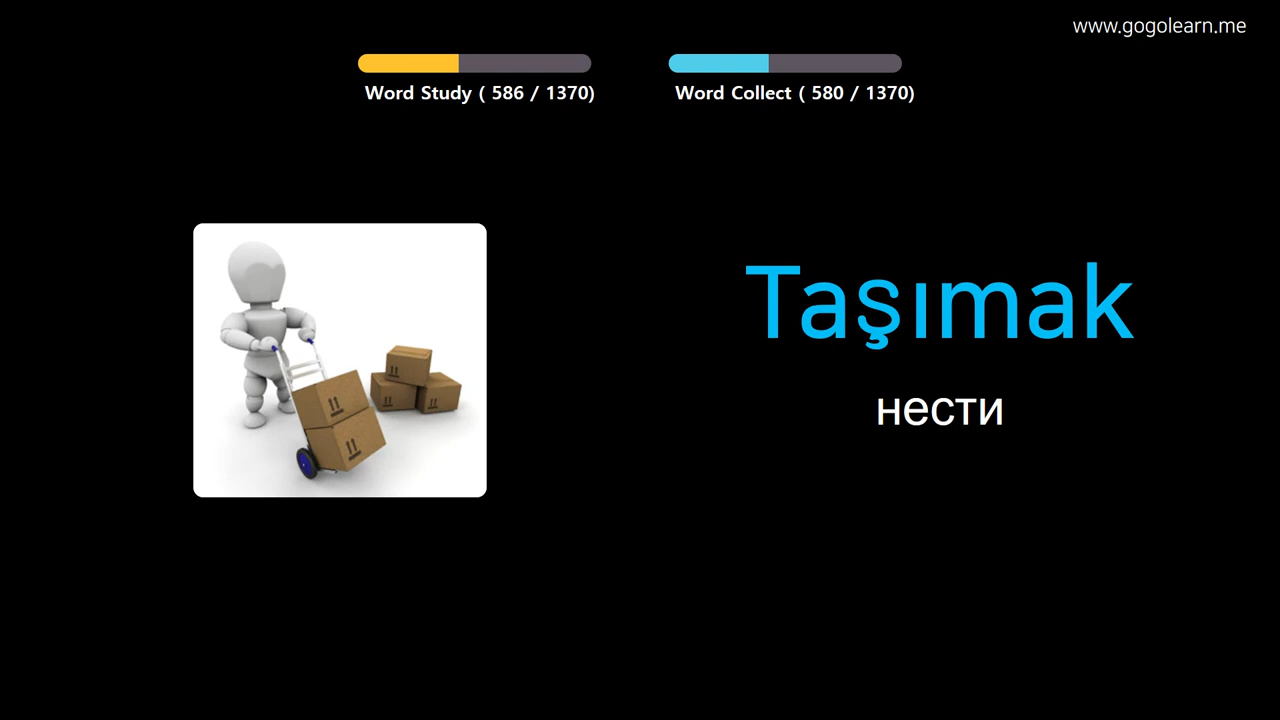 www.gogolearn.me
Word Study ( 586 / 1370)
Word Collect ( 580 / 1370)
Taşımak
нести